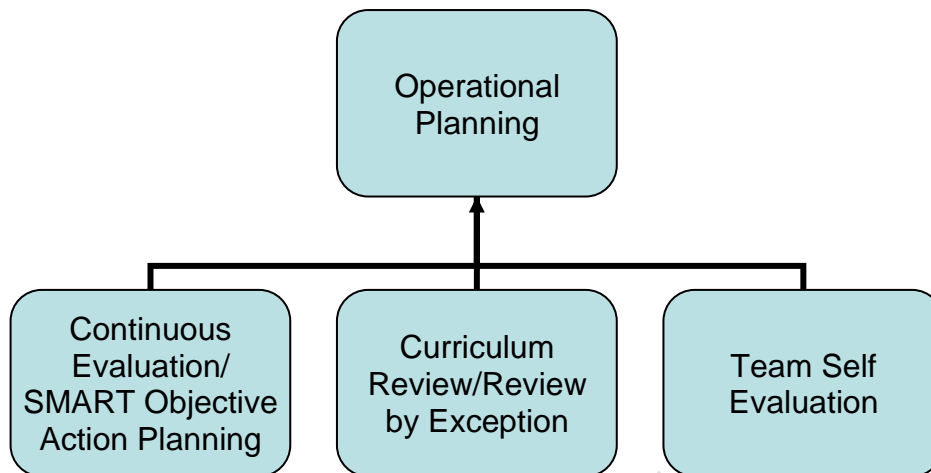 Operational
Planning
Continuous
Evaluation/
SMART Objective
Action Planning
Curriculum
Review/Review
by Exception
Team Self
Evaluation